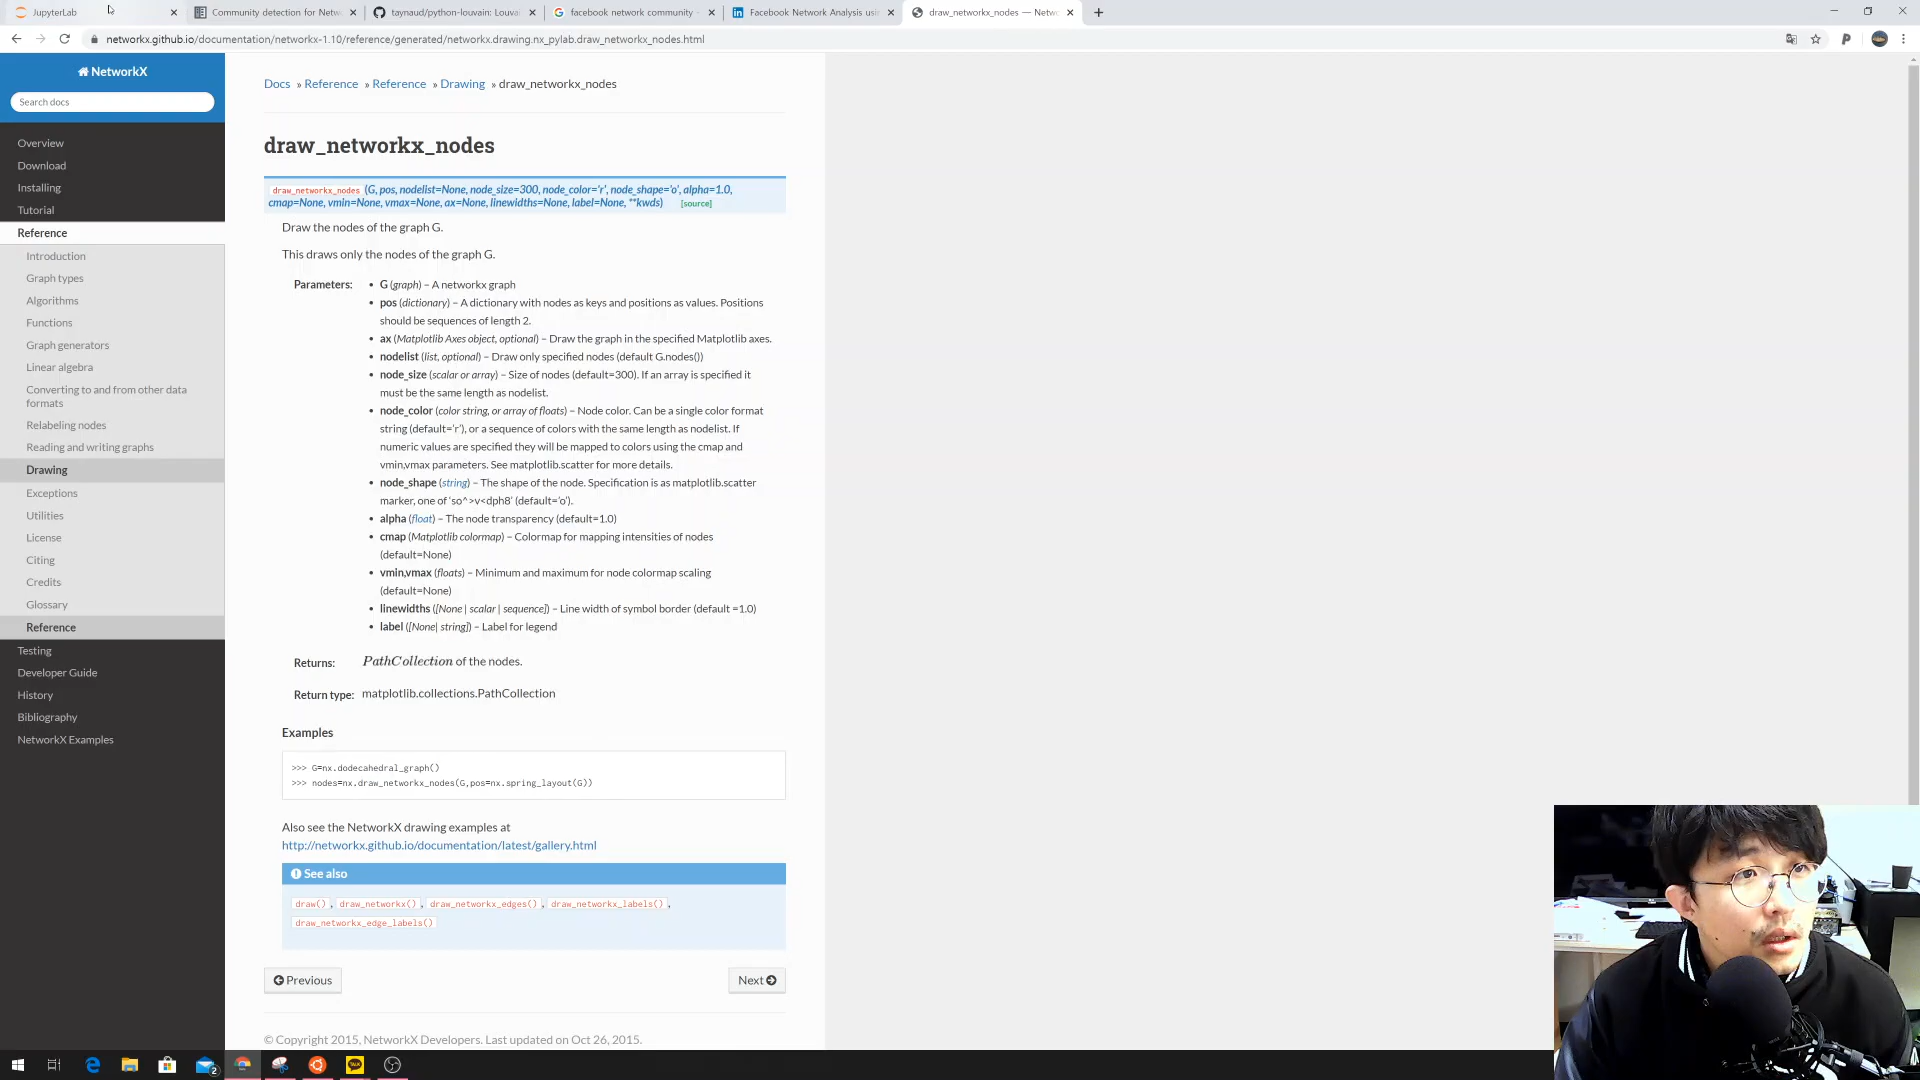 JupyterLab
Community detection for Netw
taynaud/python-louvain: Louvai
facebook network community -
Facebook Network Analysis usin
draw_networkx_nodes — Netwo
networkx.github.io/documentation/networkx-1.10/reference/generated/networkx.drawing.nx_pylab.draw_networkx_nodes.html
NetworkX
Search docs
Overview
Download
Installing
Tutorial
Reference
Introduction
Graph types
Algorithms
Functions
Graph generators
Linear algebra
Converting to and from other data
formats
Relabeling nodes
Reading and writing graphs
Drawing
Exceptions
Utilities
License
Citing
Credits
Glossary
Reference
Testing
Developer Guide
History
Bibliography
NetworkX Examples
Docs » Reference » Reference » Drawing » draw_networkx_nodes
draw_networkx_nodes
draw_networkx_nodes (G, pos, nodelist=None, node_size=300, node_color='r', node_shape='o', alpha=1.0,
cmap=None, vmin=None, vmax=None, ax=None, linewidths=None, label=None, **kwds) [source]
Draw the nodes of the graph G.
This draws only the nodes of the graph G.
Parameters: • G (graph) – A networkx graph
• pos (dictionary) – A dictionary with nodes as keys and positions as values. Positions
should be sequences of length 2.
• ax (Matplotlib Axes object, optional) – Draw the graph in the specified Matplotlib axes.
• nodelist (list, optional) – Draw only specified nodes (default G.nodes())
• node_size (scalar or array) – Size of nodes (default=300). If an array is specified it
must be the same length as nodelist.
• node_color (color string, or array of floats) – Node color. Can be a single color format
string (default='r'), or a sequence of colors with the same length as nodelist. If
numeric values are specified they will be mapped to colors using the cmap and
vmin,vmax parameters. See matplotlib.scatter for more details.
• node_shape (string) – The shape of the node. Specification is as matplotlib.scatter
marker, one of 'so^>v<dph8' (default='o').
• alpha (float) – The node transparency (default=1.0)
• cmap (Matplotlib colormap) – Colormap for mapping intensities of nodes
(default=None)
• vmin,vmax (floats) – Minimum and maximum for node colormap scaling
(default=None)
• linewidths ([None | scalar | sequence]) – Line width of symbol border (default =1.0)
• label ([None| string]) – Label for legend
Returns: PathCollection of the nodes.
Return type: matplotlib.collections.PathCollection
Examples
>>> G=nx.dodecahedral_graph()
>>> nodes=nx.draw_networkx_nodes(G,pos=nx.spring_layout(G))
Also see the NetworkX drawing examples at
http://networkx.github.io/documentation/latest/gallery.html
See also
draw(), draw_networkx(), draw_networkx_edges(), draw_networkx_labels(),
draw_networkx_edge_labels()
Previous
Next
© Copyright 2015, NetworkX Developers. Last updated on Oct 26, 2015.
2
TALK